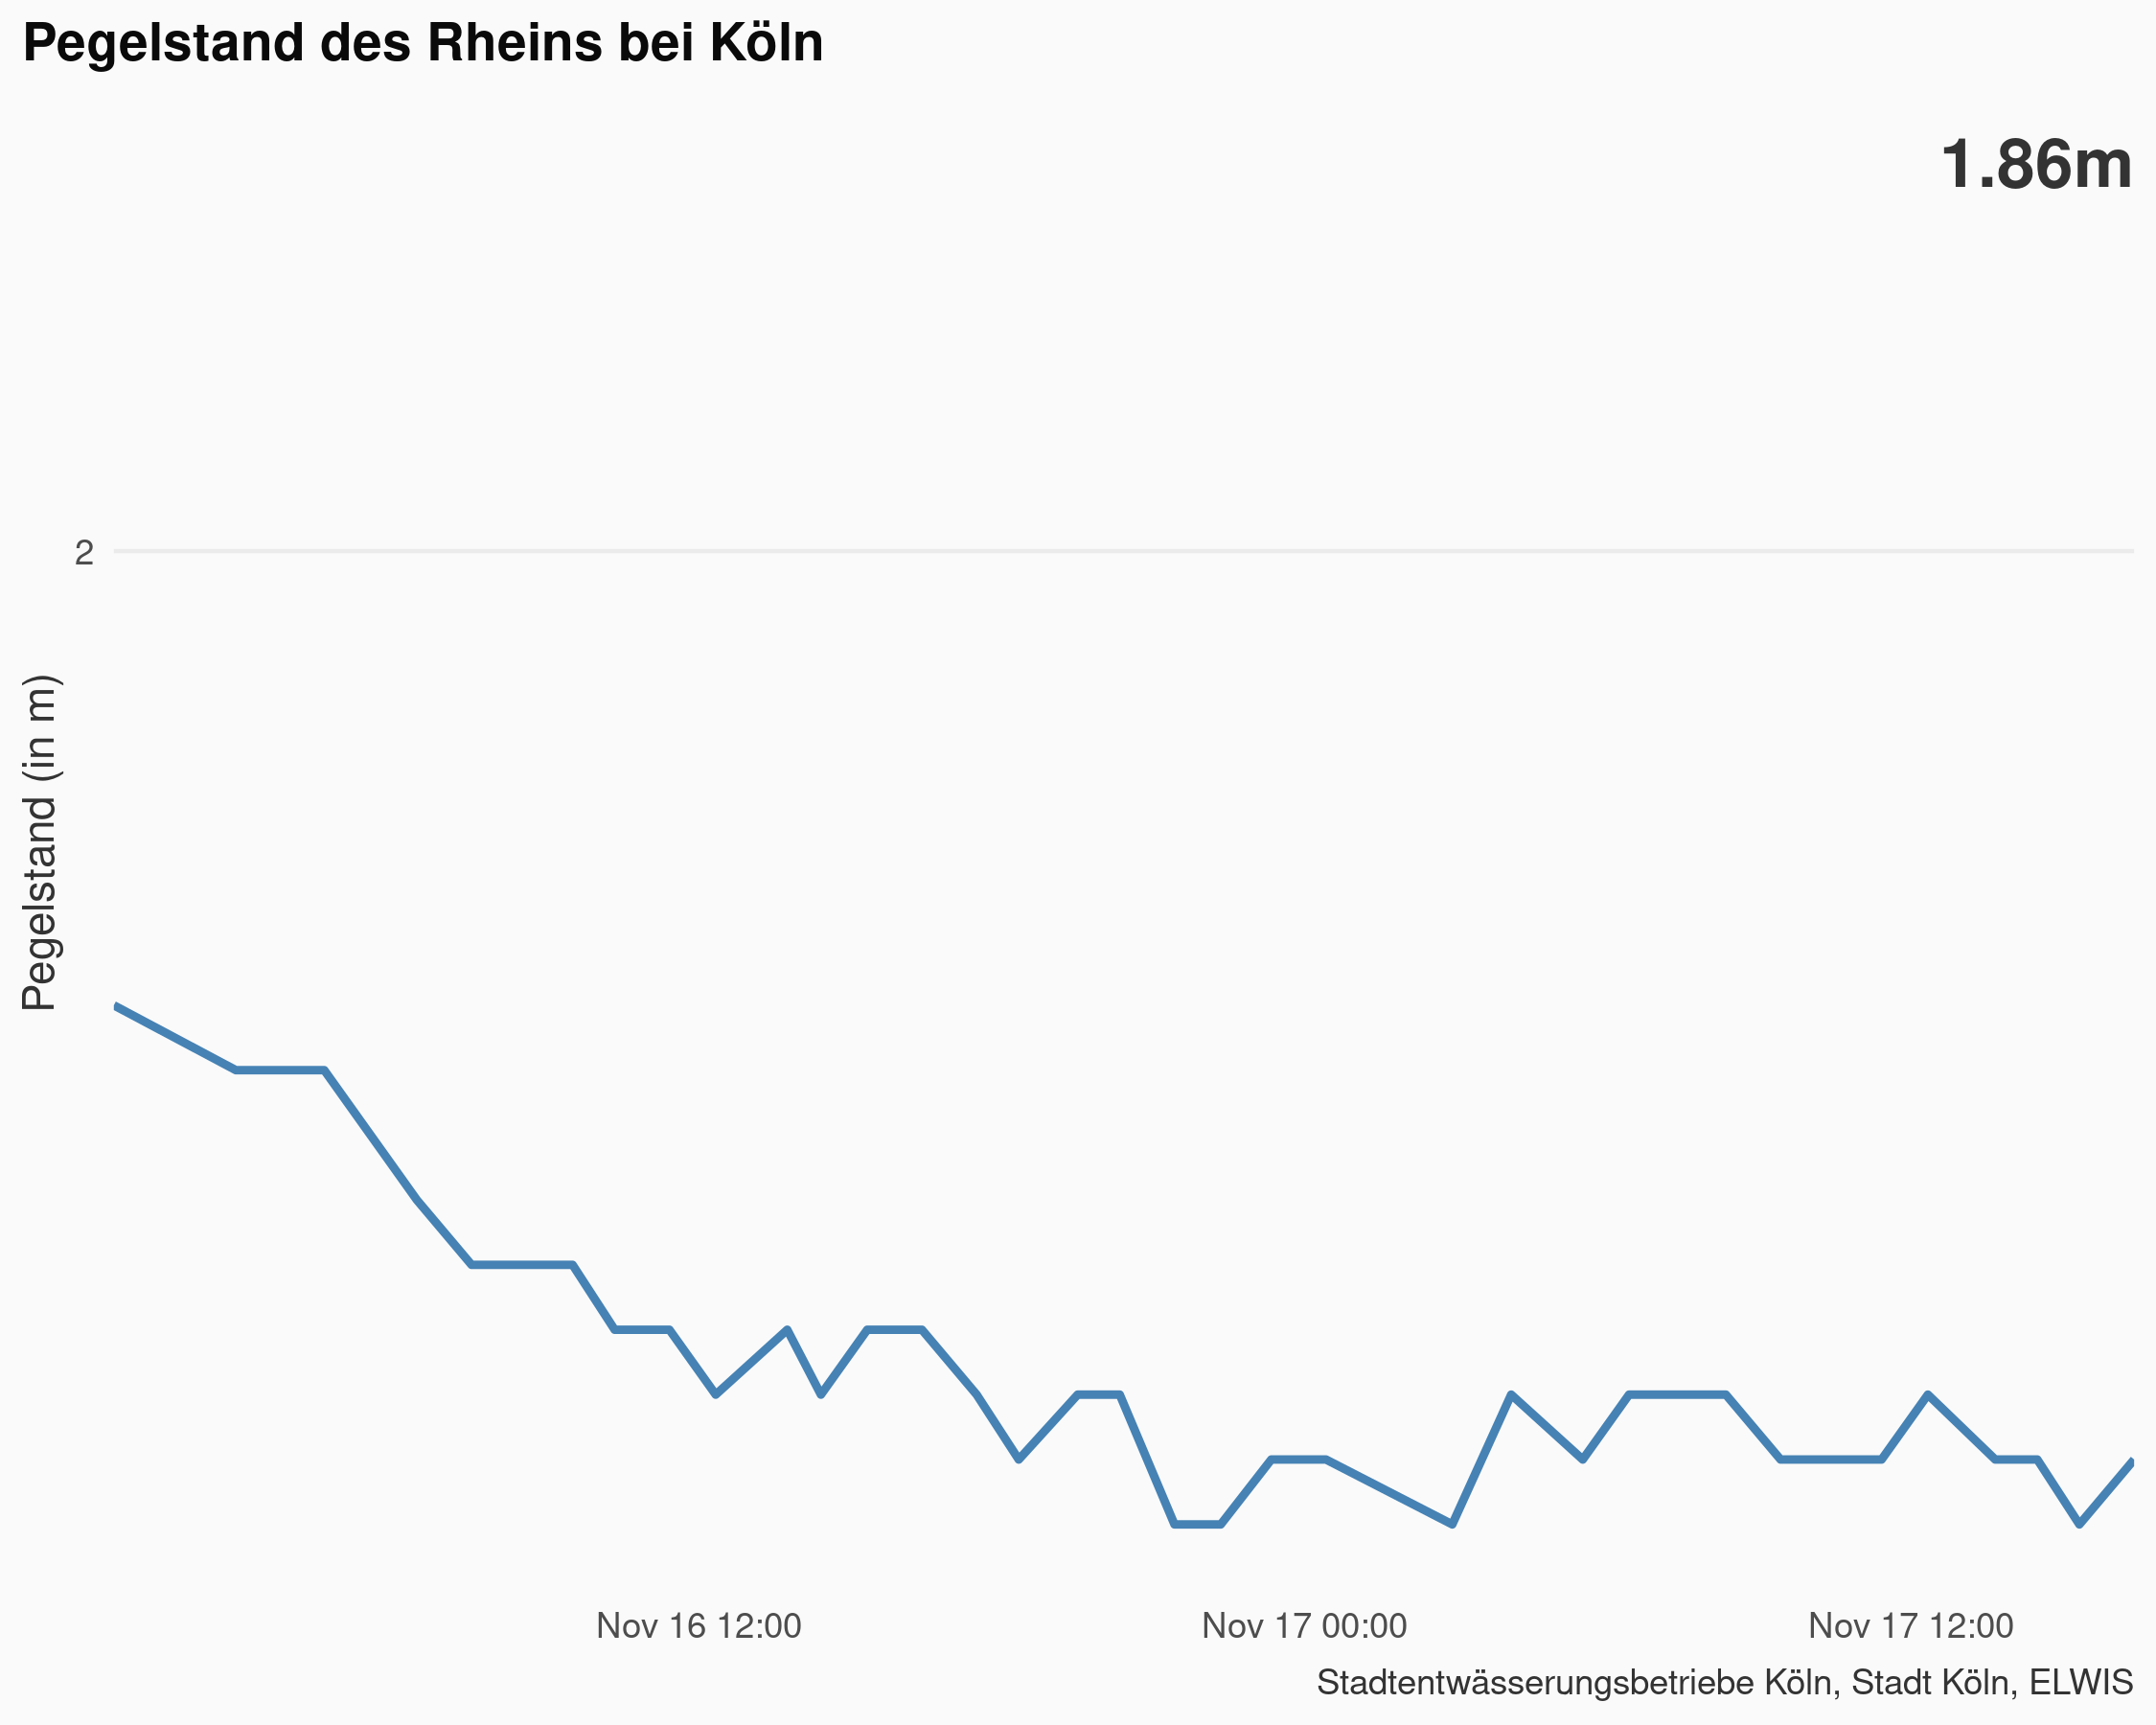 Pegelstand des Rheins bei Köln
1.86m
2
Pegelstand (in m)
Nov 16 12:00
Nov 17 00:00
Nov 17 12:00
Stadtentwässerungsbetriebe Köln, Stadt Köln, ELWIS